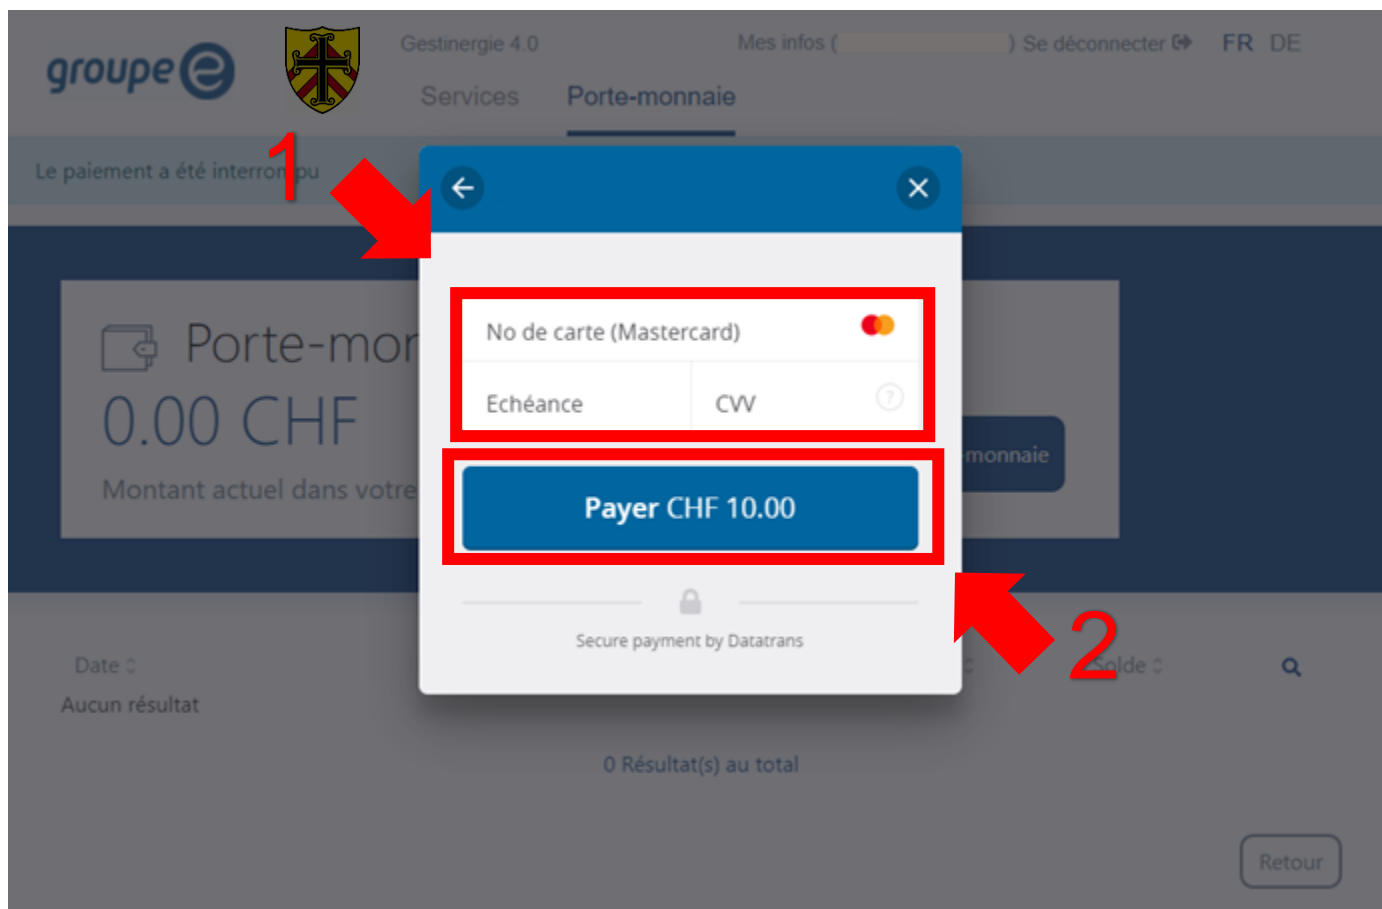 groupe e
Gestinergie 4.0
Mes infos (
) Se déconnecter
FR DE
Services
Porte-monnaie
1
Le paiement a été interrompu
Porte-mon
0.00 CHF
Montant actuel dans votre
monnaie
No de carte (Mastercard)
Echéance
CVV
?
Payer CHF 10.00
Secure payment by Datatrans
2
Date
Solde
Aucun résultat
0 Résultat(s) au total
Retour